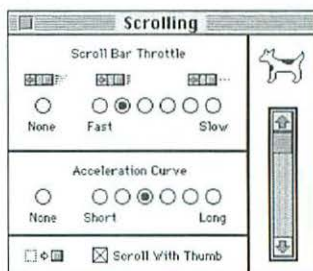 Scrolling
Scroll Bar Throttle
None Fast Slow
Acceleration Curve
None Short Long
Scroll With Thumb